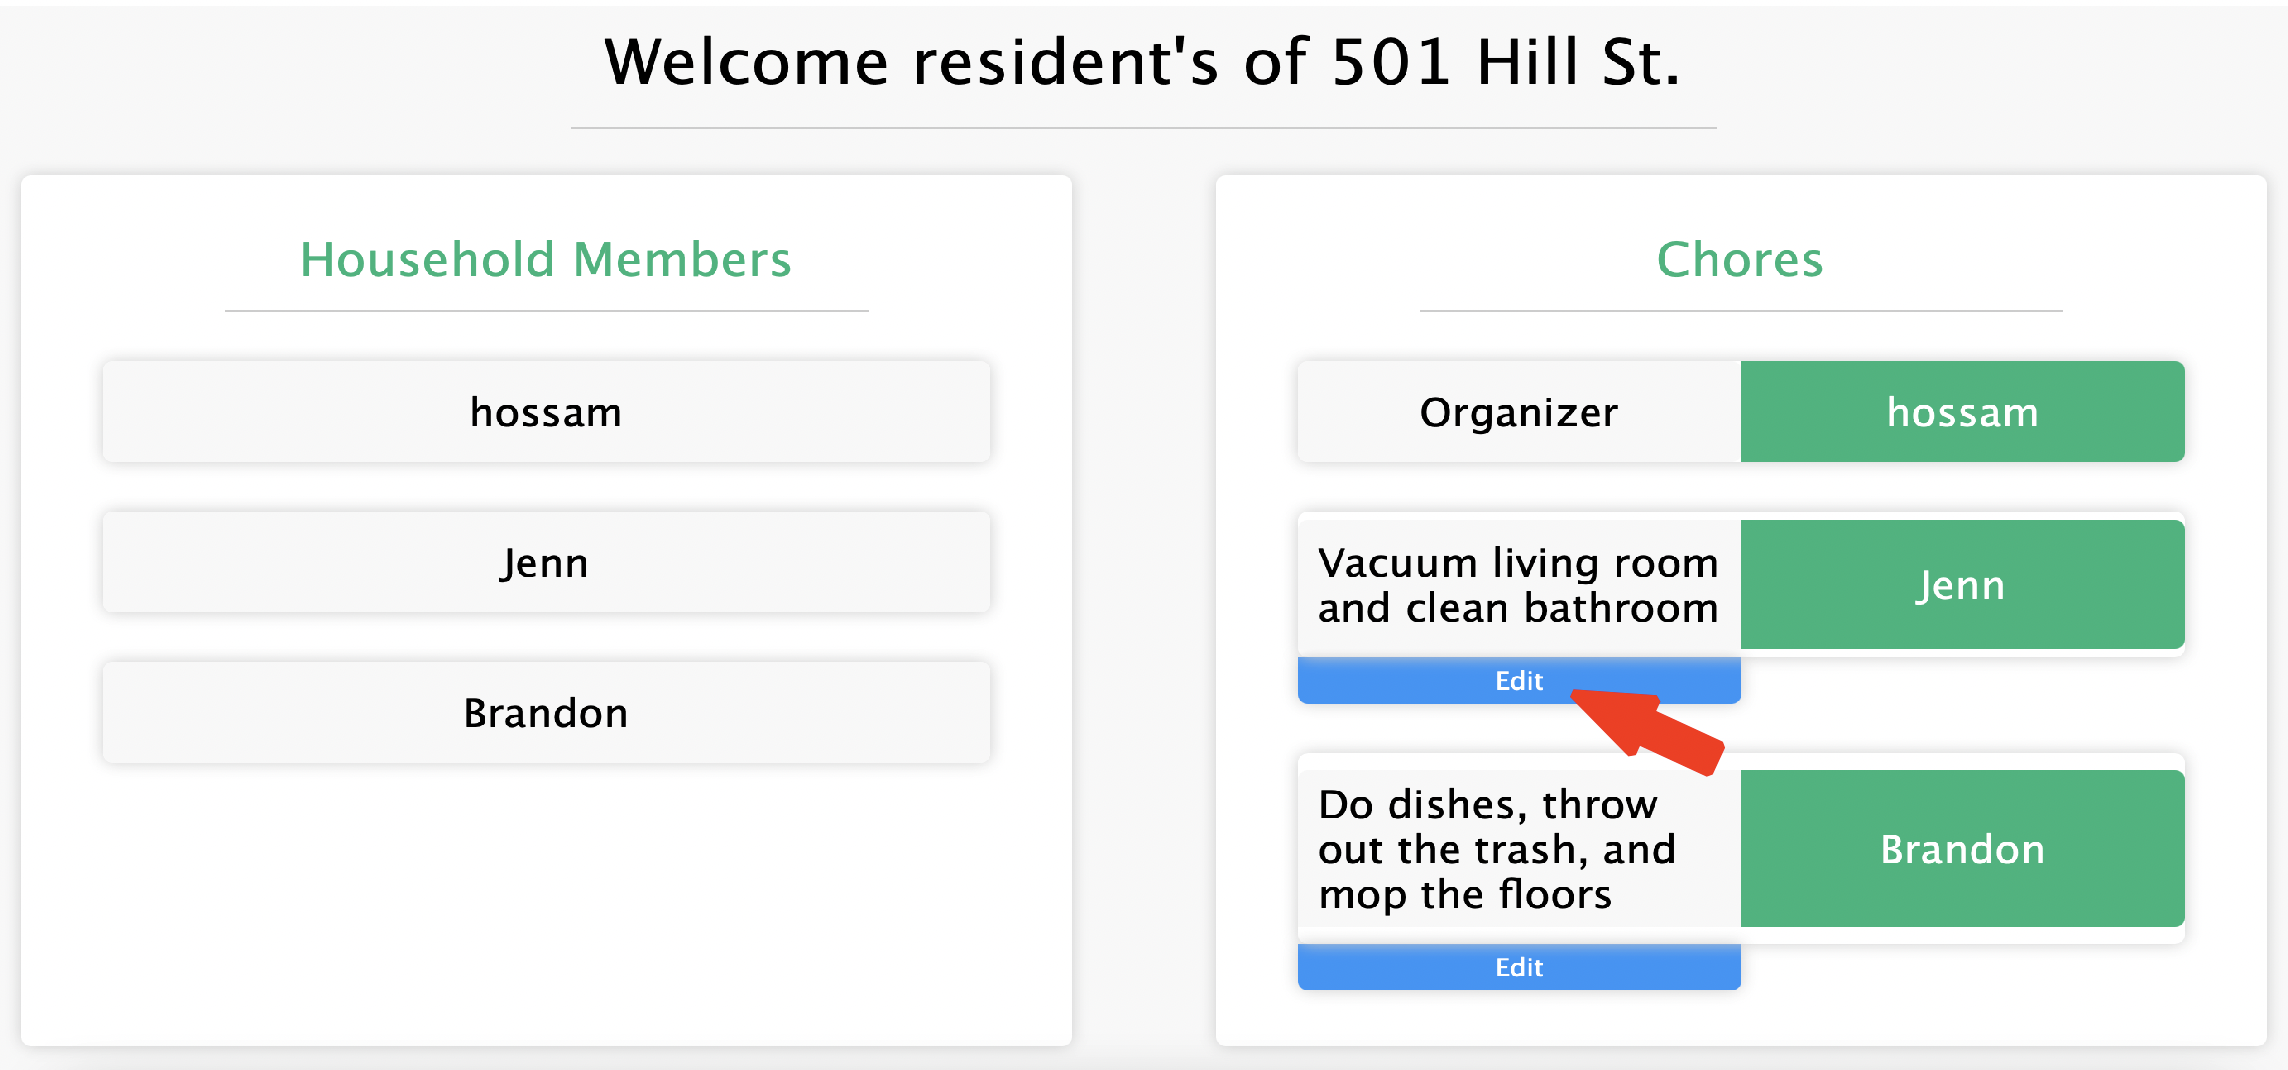 Welcome resident's of 501 Hill St.
Household Members
hossam
Jenn
Brandon
Chores
Organizer
hossam
Vacuum living room
and clean bathroom
Jenn
Edit
Do dishes, throw
out the trash, and
mop the floors
Brandon
Edit